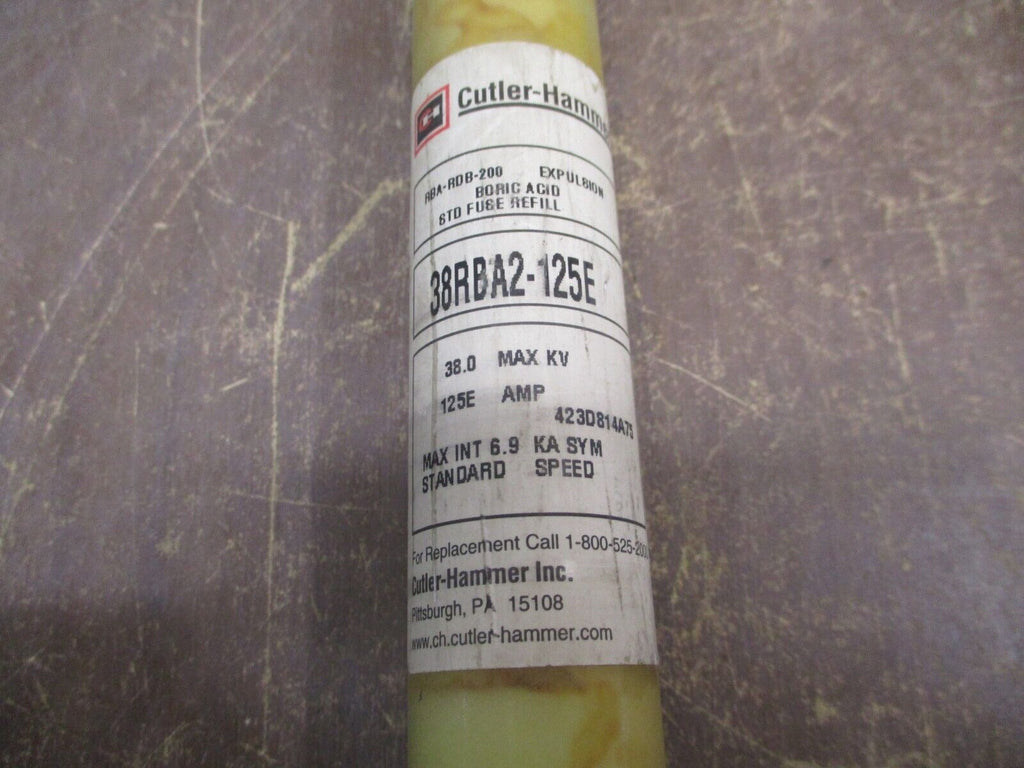 Cutler-Hamme
RBA-RDB-200 EXPULSION
BORIC ACID
STD FUSE REFILL
38RBA2-125E
38.0 MAX KV
125E AMP
423D814A75
MAX INT 6.9 KA SYM
STANDARD SPEED
For Replacement Call 1-800-525-200
Cutler-Hammer Inc.
Pittsburgh, PA 15108
www.ch.cutler-hammer.com